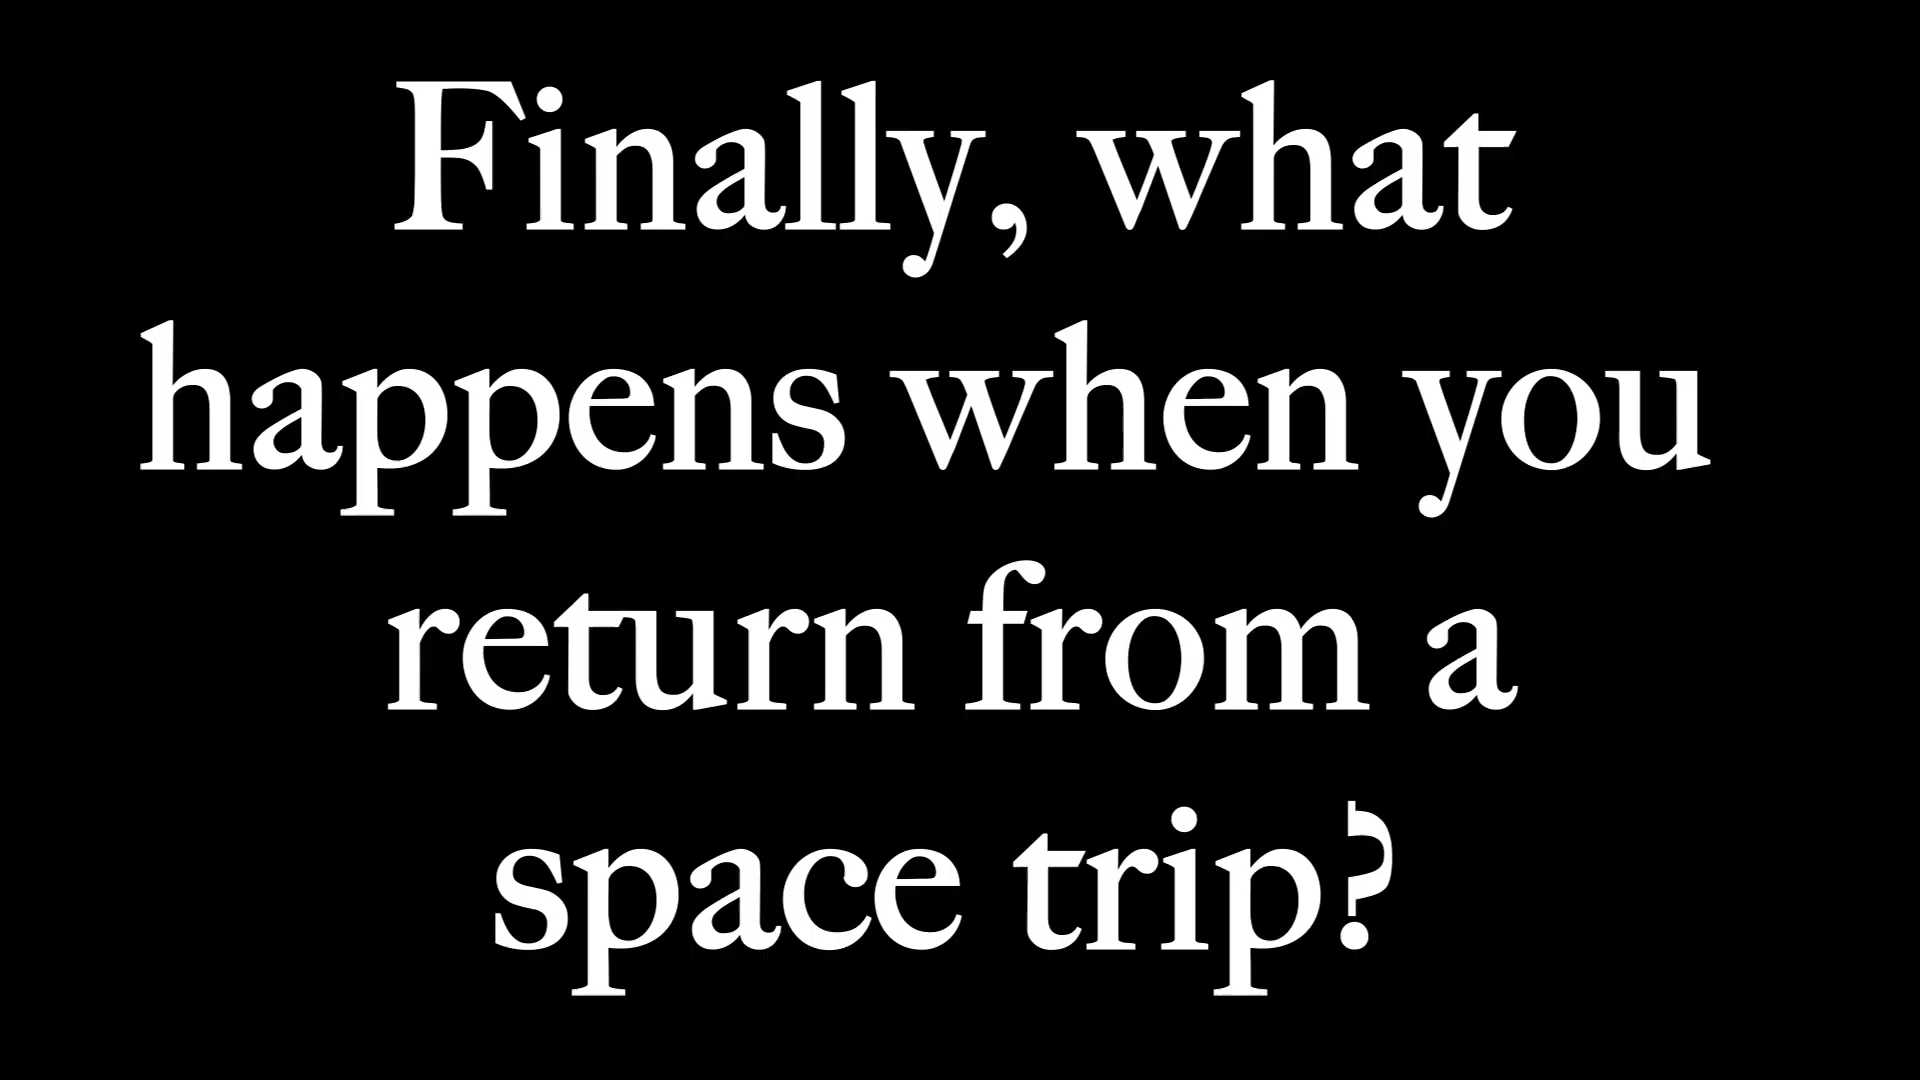 Finally, what
happens when you
return from a
space trip?